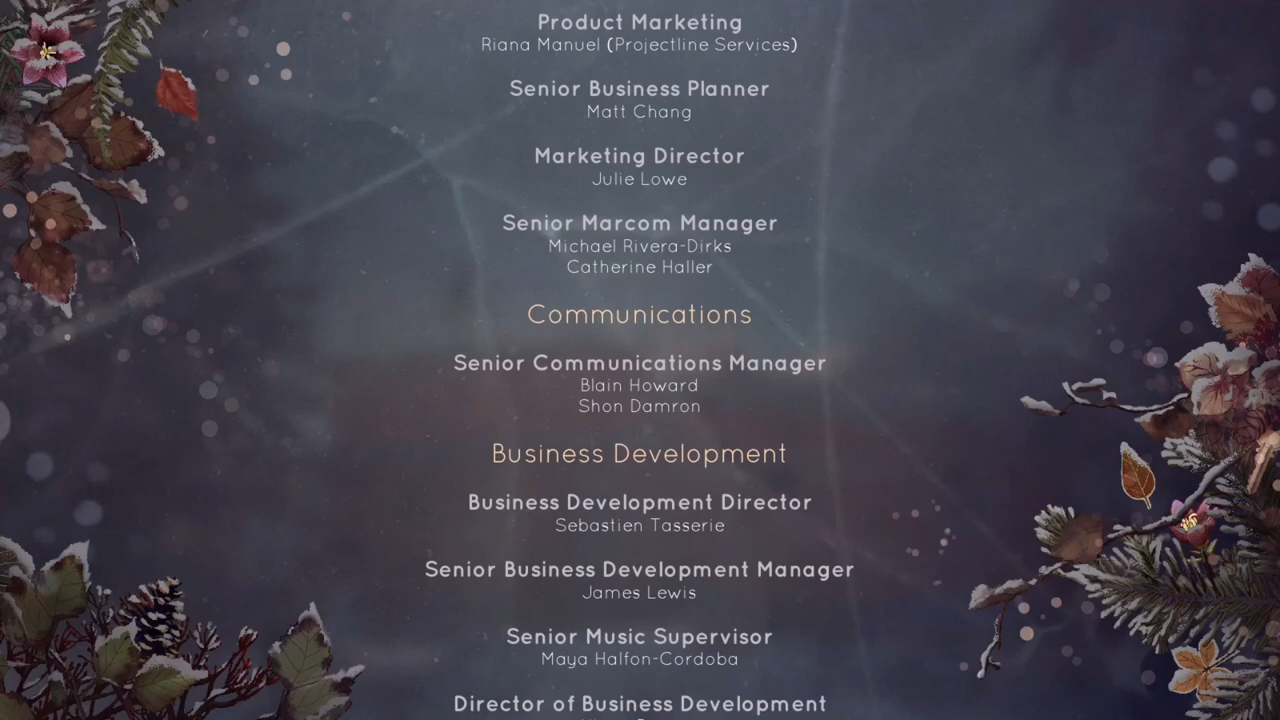 Product Marketing
Riana Manuel (Projectline Services)
Senior Business Planner
Matt Chang
Marketing Director
Julie Lowe
Senior Marcom Manager
Michael Rivera-Dirks
Catherine Haller
Communications
Senior Communications Manager
Blain Howard
Shon Damron
Business Development
Business Development Director
Sebastien Tasserie
Senior Business Development Manager
James Lewis
Senior Music Supervisor
Maya Halfon-Cordoba
Director of Business Development